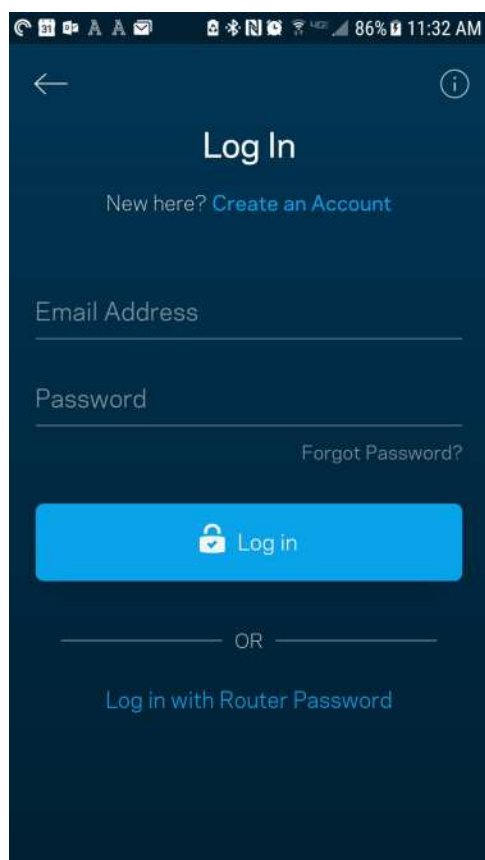 31 86% 11:32 AM
Log In
New here? Create an Account
Email Address
Password
Forgot Password?
Log in
OR
Log in with Router Password